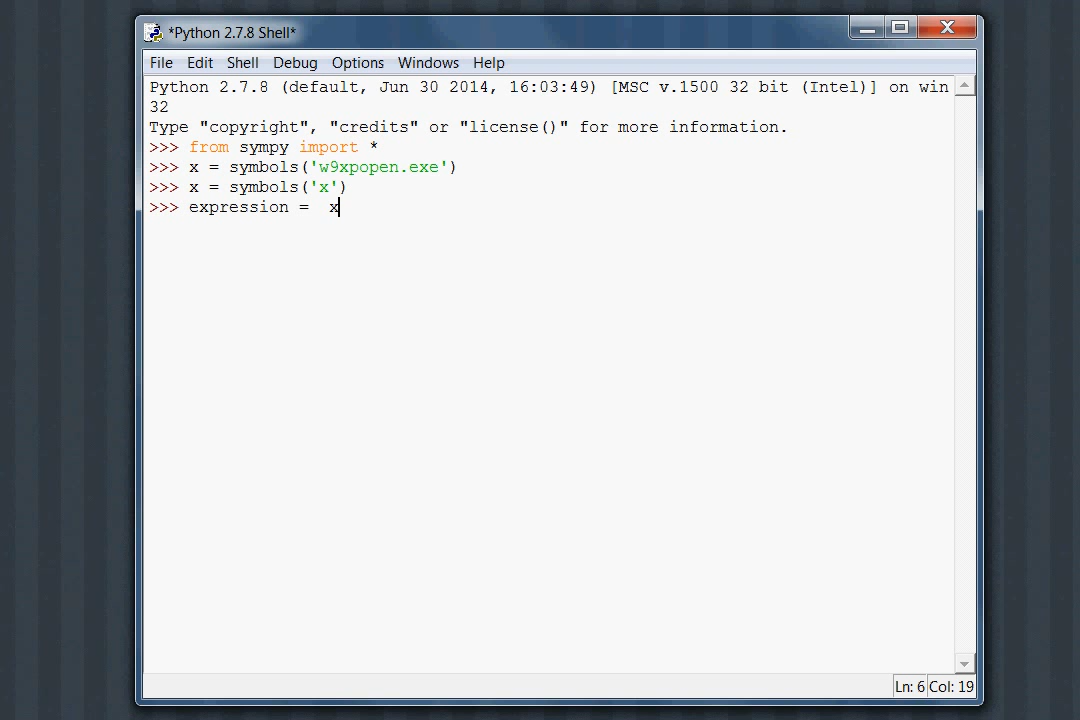 *Python 2.7.8 Shell*
File Edit Shell Debug Options Windows Help
Python 2.7.8 (default, Jun 30 2014, 16:03:49) [MSC v.1500 32 bit (Intel)] on win
32
Type "copyright", "credits" or "license()" for more information.
>>> from sympy import *
>>> x = symbols('w9xpopen.exe')
>>> x = symbols('x')
>>> expression =  x
Ln: 6 Col: 19